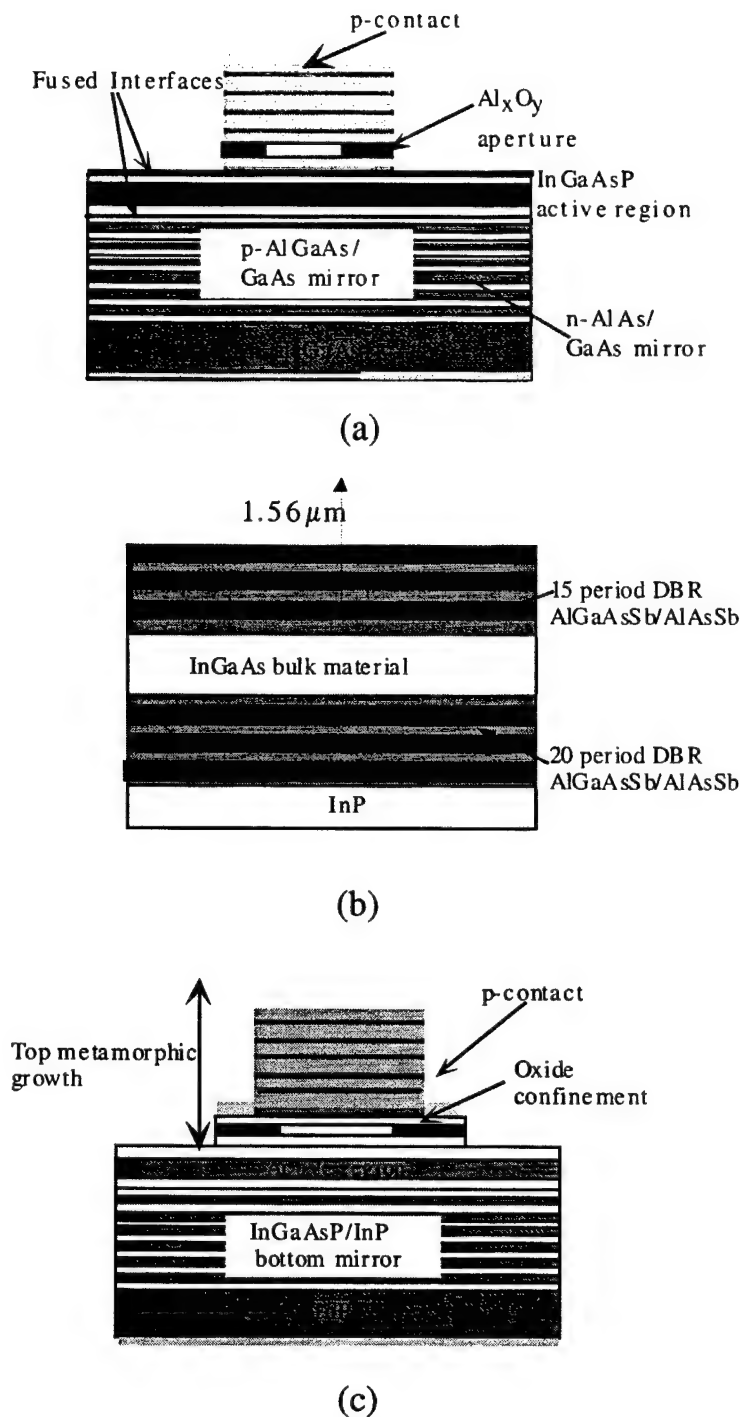 p-contact
Fused Interfaces
AlxOy
aperture
InGaAsP
active region
p-AlGaAs/
GaAs mirror
n-AlAs/
GaAs mirror
(a)
1.56μm
15 period DBR
AlGaAsSb/AlAsSb
InGaAs bulk material
20 period DBR
AlGaAsSb/AlAsSb
InP
(b)
p-contact
Top metamorphic
growth
Oxide
confinement
InGaAsP/InP
bottom mirror
(c)